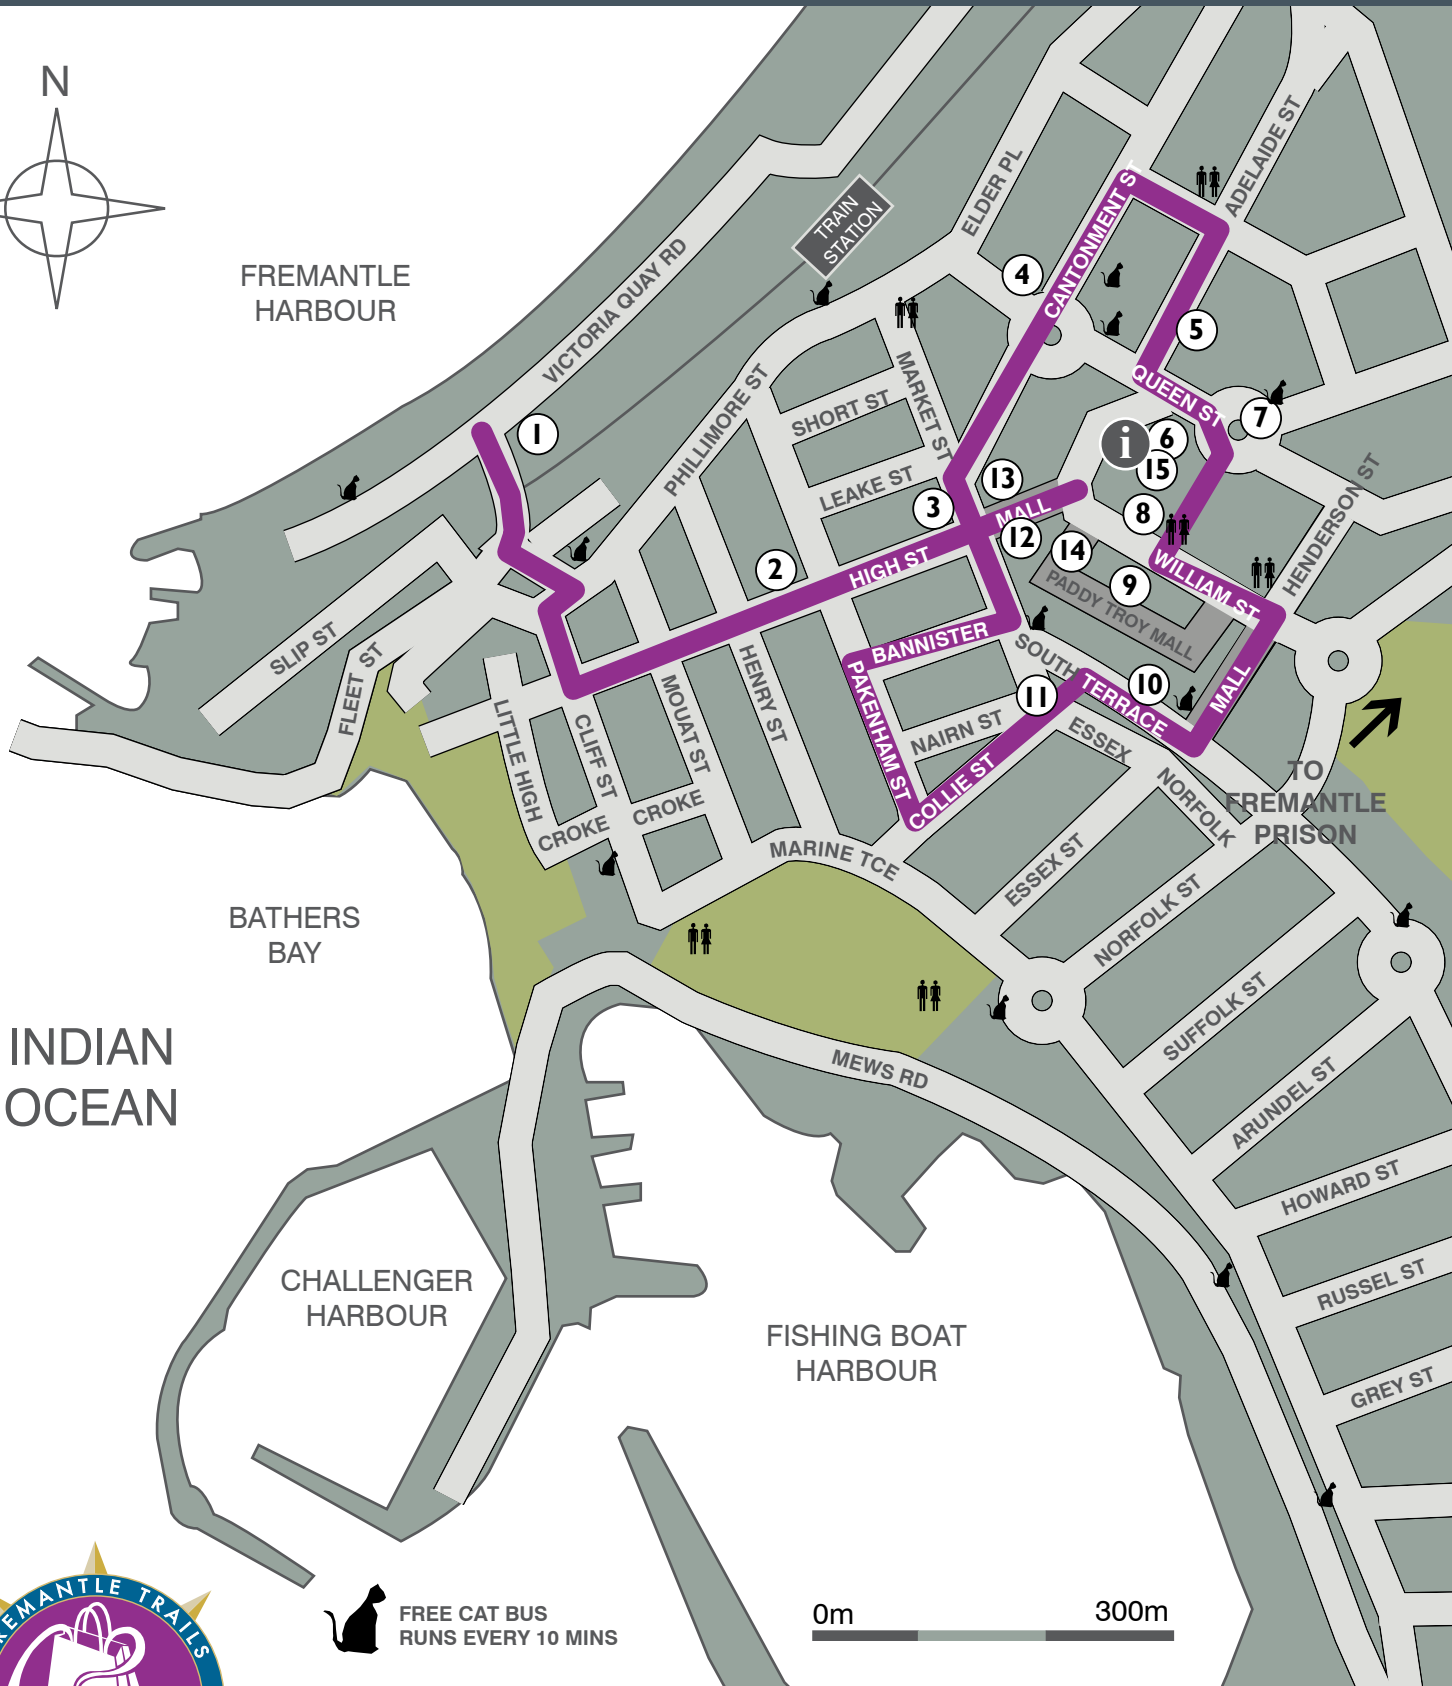 N
FREMANTLE
HARBOUR
VICTORIA QUAY RD
TRAIN
STATION
ELDER PL
ADELAIDE ST
CANTONMENT ST
4
5
1
PHILLIMORE ST
SHORT ST
MARKET ST
LEAKE ST
QUEEN ST
7
i
6
15
13
3
8
MALL
12
14
HENDERSON ST
2
HIGH ST
9
WILLIAM ST
PADDY TROY MALL
SLIP ST
FLEET ST
BANNISTER
SOUTH
TERRACE
10
11
MALL
LITTLE HIGH
CLIFF ST
MOUAT ST
HENRY ST
PAKENHAM ST
NAIRN ST
COLLIE ST
ESSEX
NORFOLK
TO
FREMANTLE
PRISON
CROKE
CROKE
MARINE TCE
ESSEX ST
NORFOLK ST
BATHERS
BAY
INDIAN
OCEAN
MEWS RD
SUFFOLK ST
ARUNDEL ST
HOWARD ST
RUSSEL ST
GREY ST
CHALLENGER
HARBOUR
FISHING BOAT
HARBOUR
FREE CAT BUS
RUNS EVERY 10 MINS
0m
300m
EMANTLE TRAILS